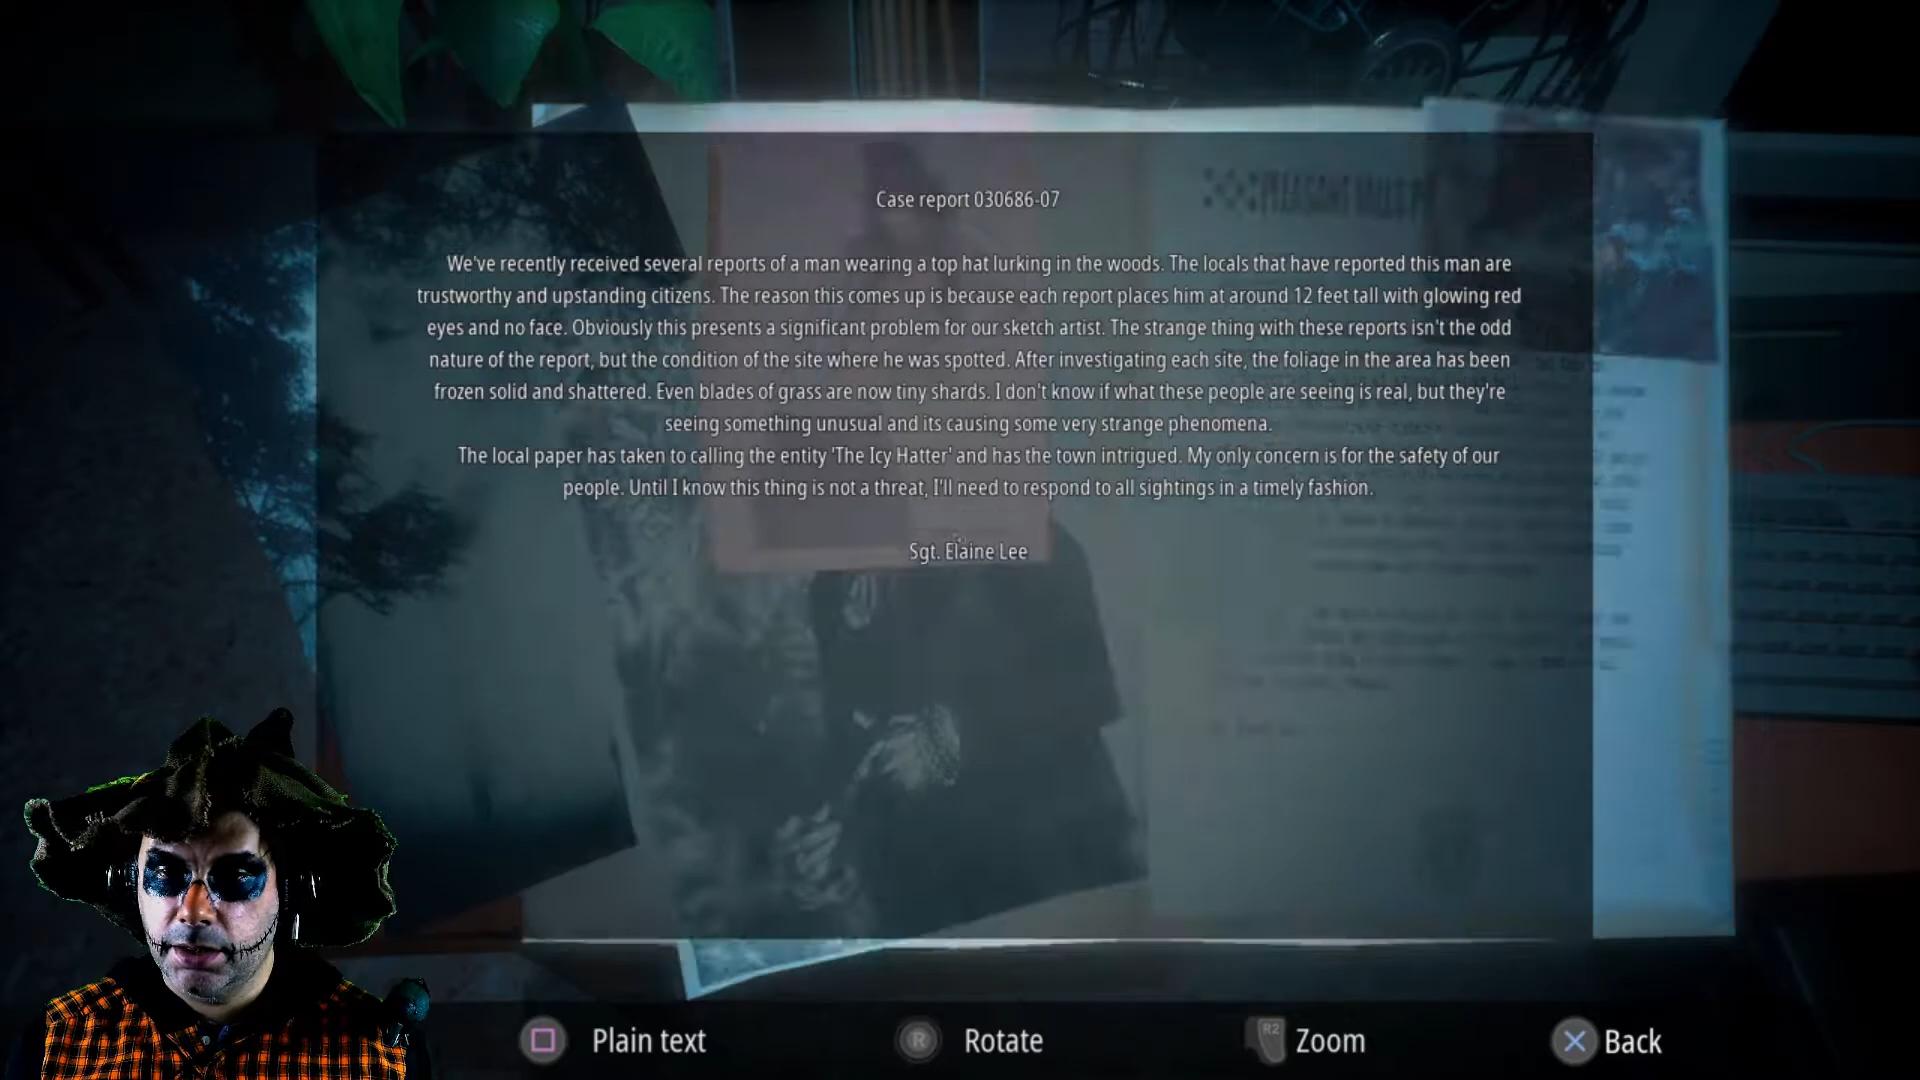 Case report 030686-07
We've recently received several reports of a man wearing a top hat lurking in the woods. The locals that have reported this man are
trustworthy and upstanding citizens. The reason this comes up is because each report places him at around 12 feet tall with glowing red
eyes and no face. Obviously this presents a significant problem for our sketch artist. The strange thing with these reports isn't the odd
nature of the report, but the condition of the site where he was spotted. After investigating each site, the foliage in the area has been
frozen solid and shattered. Even blades of grass are now tiny shards. I don't know if what these people are seeing is real, but they're
seeing something unusual and its causing some very strange phenomena.
The local paper has taken to calling the entity 'The Icy Hatter' and has the town intrigued. My only concern is for the safety of our
people. Until I know this thing is not a threat, I'll need to respond to all sightings in a timely fashion.
Sgt. Elaine Lee
Plain text
R Rotate
R2 Zoom
Back